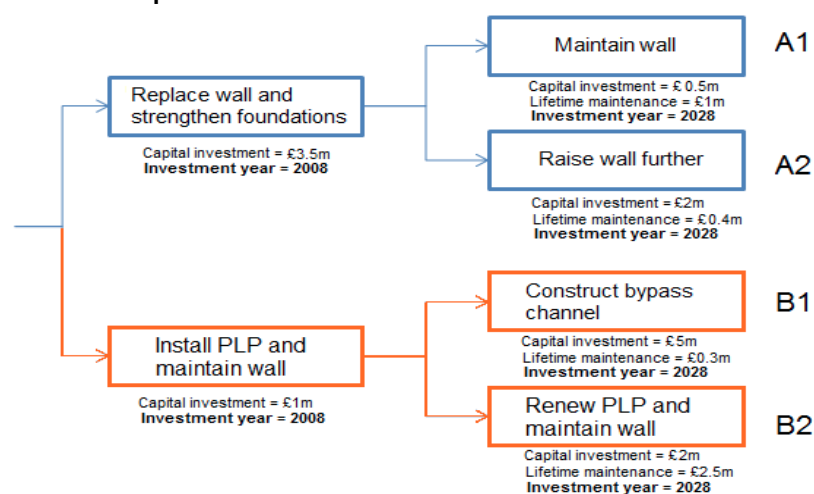 Maintain wall
A1
Capital investment = £ 0.5m
Lifetime maintenance = £1m
Investment year = 2028
Replace wall and
strengthen foundations
Capital investment = £3.5m
Investment year = 2008
Raise wall further
A2
Capital investment = £2m
Lifetime maintenance = £0.4m
Investment year = 2028
Construct bypass
channel
B1
Capital investment = £5m
Lifetime maintenance = £0.3m
Investment year = 2028
Install PLP and
maintain wall
Capital investment = £1m
Investment year = 2008
Renew PLP and
maintain wall
B2
Capital investment = £2m
Lifetime maintenance = £2.5m
Investment year = 2028